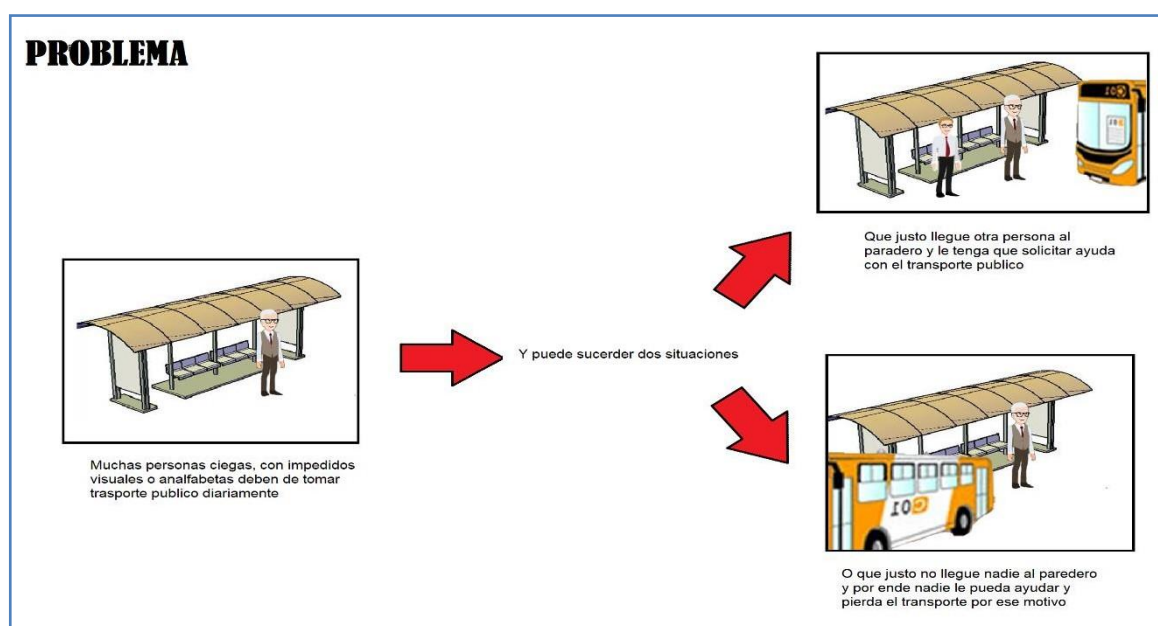 PROBLEMA
Muchas personas ciegas, con impedidos
visuales o analfabetas deben de tomar
trasporte publico diariamente
Y puede sucerder dos situaciones
Que justo llegue otra persona al
paradero y le tenga que solicitar ayuda
con el transporte publico
C01
O que justo no llegue nadie al paredero
y por ende nadie le pueda ayudar y
pierda el transporte por ese motivo